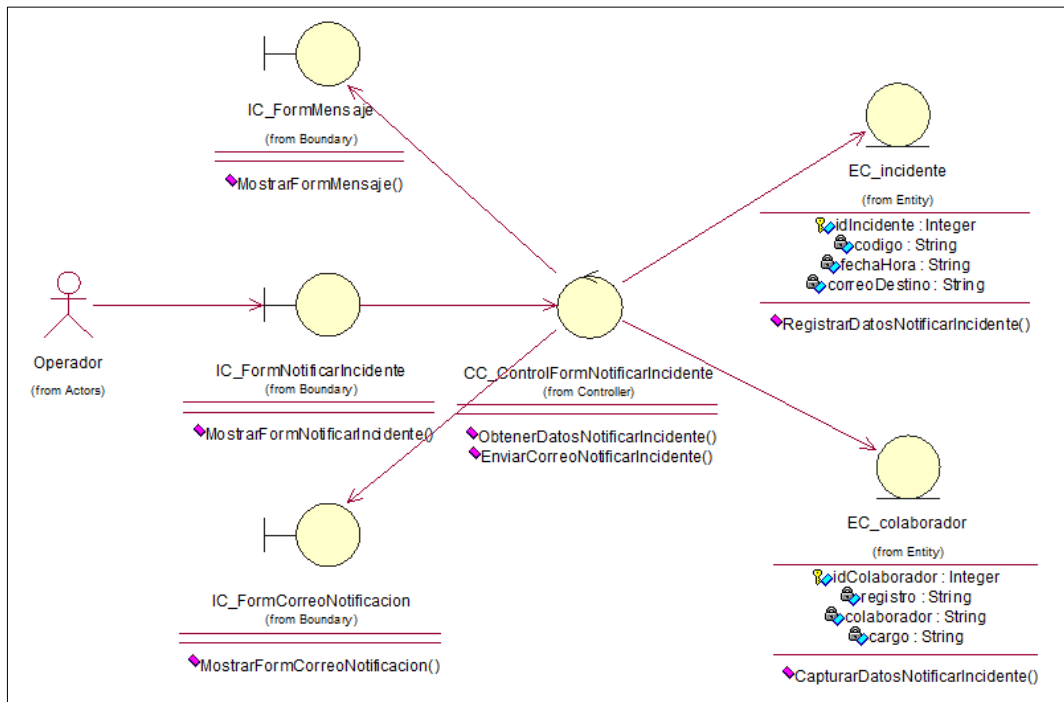 IC_FormMensaje
(from Boundary)
MostrarFormMensaje()
EC_incidente
(from Entity)
idIncidente : Integer
codigo : String
fechaHora : String
correoDestino : String
RegistrarDatosNotificarIncidente()
Operador
(from Actors)
IC_FormNotificarIncidente
(from Boundary)
MostrarFormNotificarIncidente()
CC_ControlFormNotificarIncidente
(from Controller)
ObtenerDatosNotificarIncidente()
EnviarCorreoNotificarIncidente()
IC_FormCorreoNotificacion
(from Boundary)
MostrarFormCorreoNotificacion()
EC_colaborador
(from Entity)
idColaborador : Integer
registro : String
colaborador : String
cargo : String
CapturarDatosNotificarIncidente()